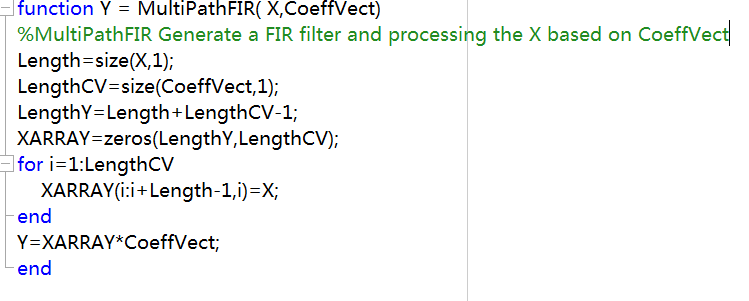 function Y = MultiPathFIR( X,CoeffVect)
%MultiPathFIR Generate a FIR filter and processing the X based on CoeffVect
Length=size(X,1);
LengthCV=size(CoeffVect,1);
LengthY=Length+LengthCV-1;
XARRAY=zeros(LengthY,LengthCV);
for i=1:LengthCV
    XARRAY(i:i+Length-1,i)=X;
end
Y=XARRAY*CoeffVect;
end